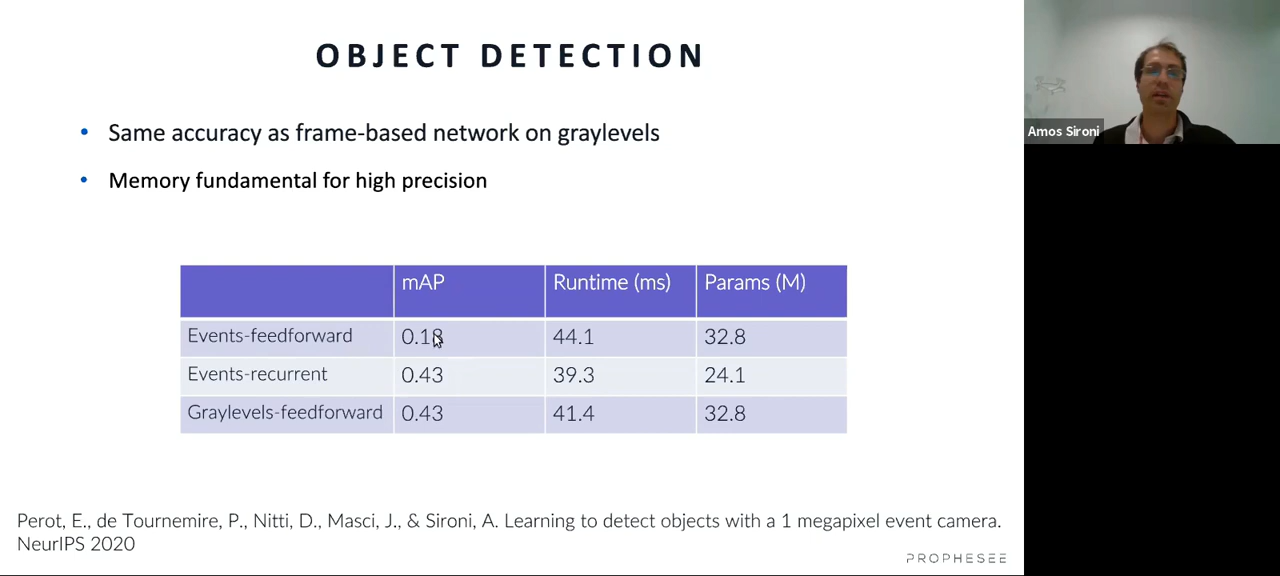 OBJECT DETECTION
• Same accuracy as frame-based network on graylevels
• Memory fundamental for high precision
Amos Sironi
mAP Runtime (ms) Params (M)
Events-feedforward 0.18 44.1 32.8
Events-recurrent 0.43 39.3 24.1
Graylevels-feedforward 0.43 41.4 32.8
Perot, E., de Tournemire, P., Nitti, D., Masci, J., & Sironi, A. Learning to detect objects with a 1 megapixel event camera.
NeurIPS 2020
PROPHESEE